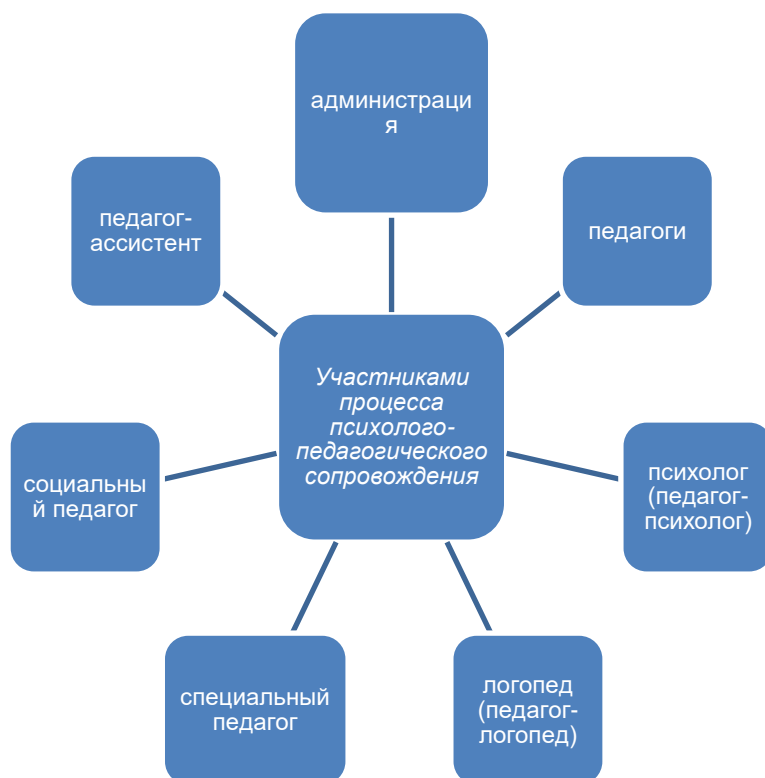 администраци
я
педагог-
ассистент
педагоги
Участниками
процесса
психолого-
педагогического
сопровождения
социальны
й педагог
психолог
(педагог-
психолог)
специальный
педагог
логопед
(педагог-
логопед)